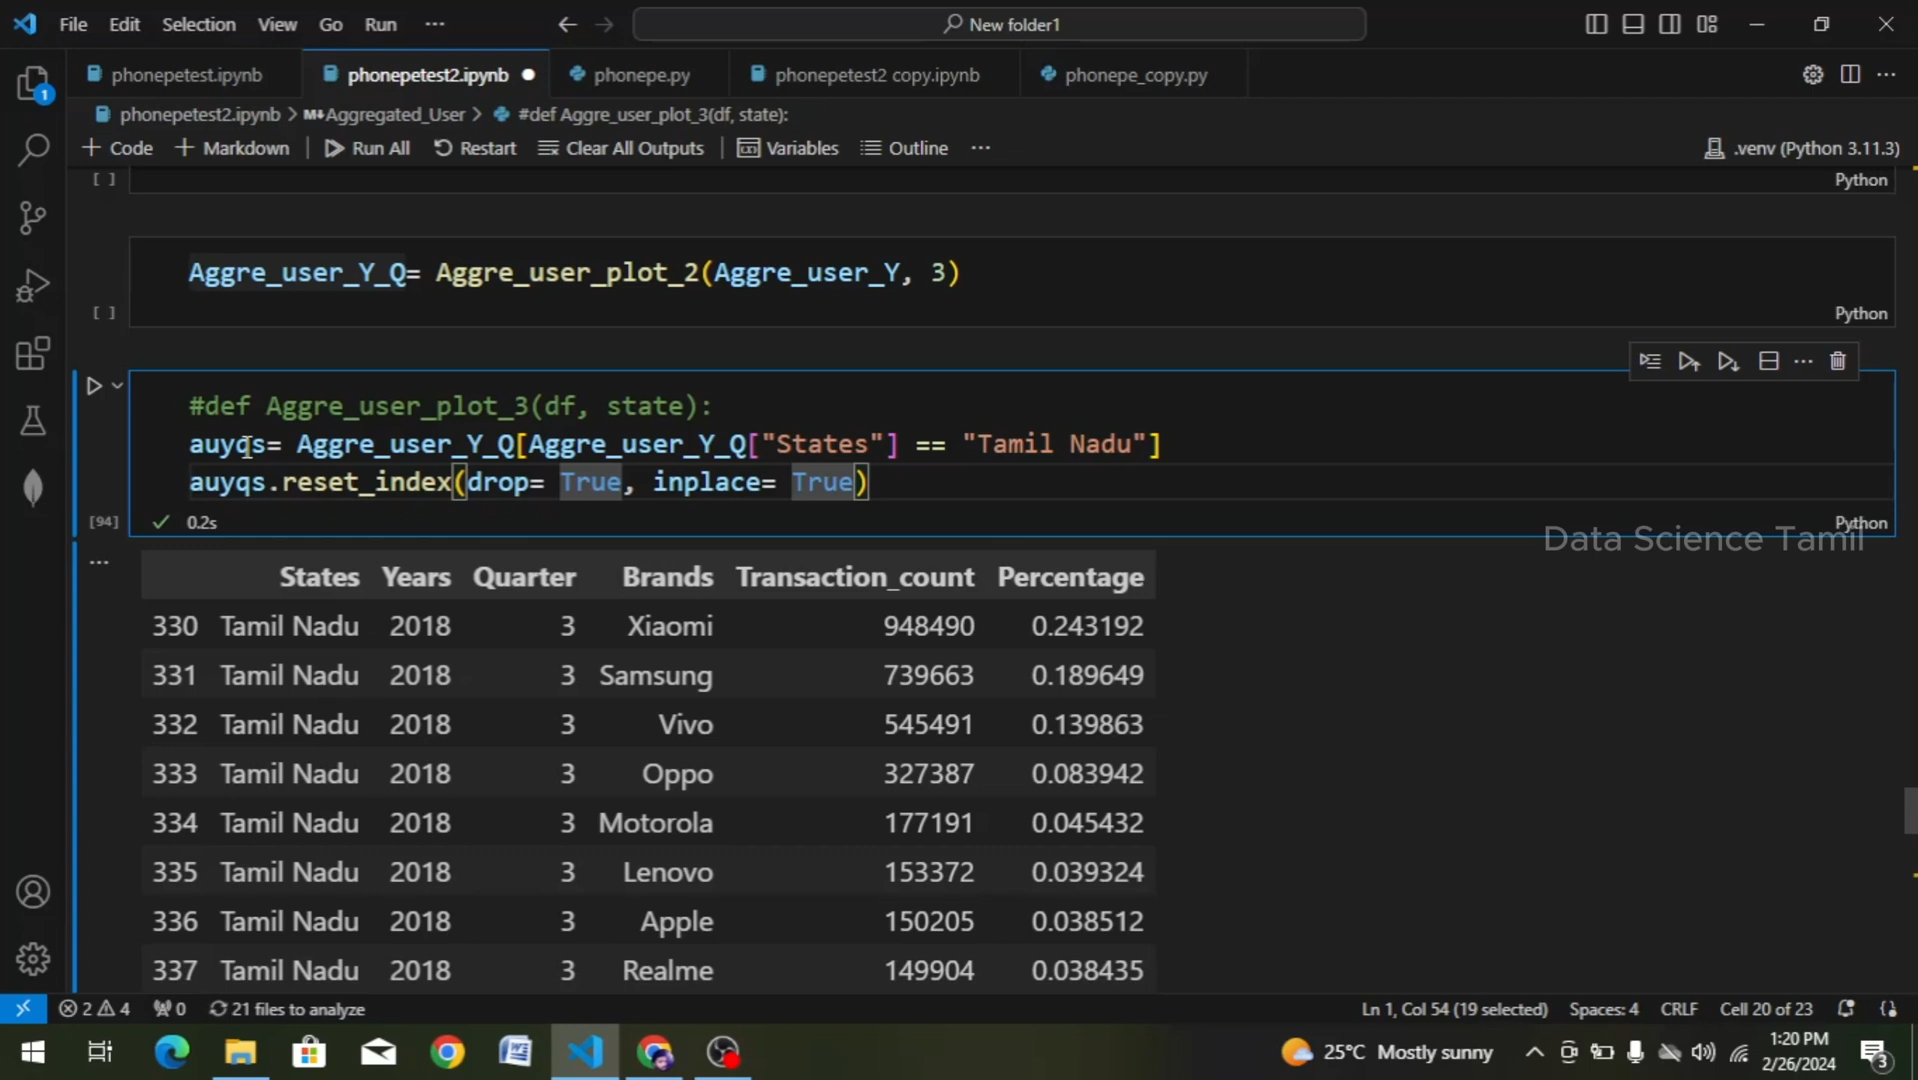 File Edit Selection View Go Run ··· New folder1
phonepetest.ipynb phonepetest2.ipynb phonepe.py phonepetest2 copy.ipynb phonepe_copy.py
phonepetest2.ipynb > M↓Aggregated_User > #def Aggre_user_plot_3(df, state):
+ Code + Markdown Run All Restart Clear All Outputs Variables Outline ··· .venv (Python 3.11.3)
[ ] Python
Aggre_user_Y_Q= Aggre_user_plot_2(Aggre_user_Y, 3)
[ ] Python
#def Aggre_user_plot_3(df, state):
auyqs= Aggre_user_Y_Q[Aggre_user_Y_Q["States"] == "Tamil Nadu"]
auyqs.reset_index(drop= True, inplace= True)
[94] 0.2s Python
Data Science Tamil
States Years Quarter Brands Transaction_count Percentage
330 Tamil Nadu 2018 3 Xiaomi 948490 0.243192
331 Tamil Nadu 2018 3 Samsung 739663 0.189649
332 Tamil Nadu 2018 3 Vivo 545491 0.139863
333 Tamil Nadu 2018 3 Oppo 327387 0.083942
334 Tamil Nadu 2018 3 Motorola 177191 0.045432
335 Tamil Nadu 2018 3 Lenovo 153372 0.039324
336 Tamil Nadu 2018 3 Apple 150205 0.038512
337 Tamil Nadu 2018 3 Realme 149904 0.038435
2 4 0 21 files to analyze Ln 1, Col 54 (19 selected) Spaces: 4 CRLF Cell 20 of 23
25°C Mostly sunny 1:20 PM
2/26/2024 3
1